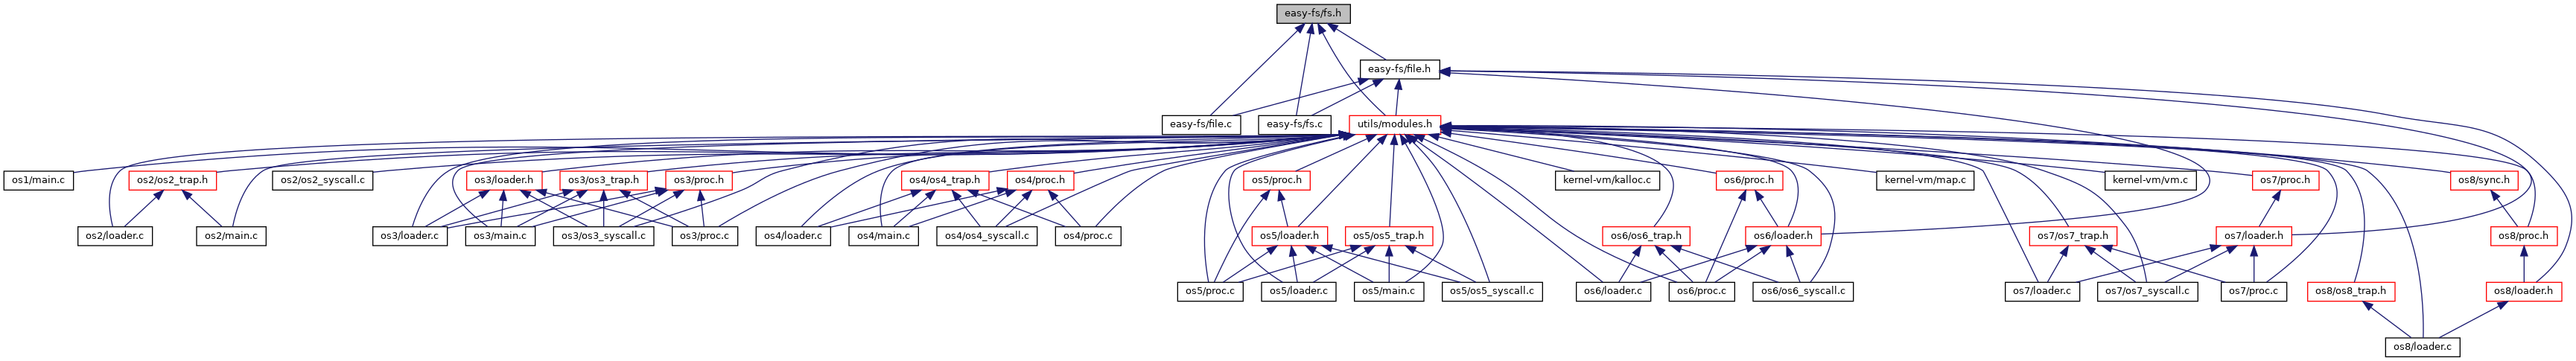 easy-fs/fs.h
easy-fs/file.h
easy-fs/file.c
easy-fs/fs.c
utils/modules.h
os1/main.c
os2/os2_trap.h
os2/os2_syscall.c
os3/loader.h
os3/os3_trap.h
os3/proc.h
os4/os4_trap.h
os4/proc.h
os5/proc.h
kernel-vm/kalloc.c
os6/proc.h
kernel-vm/map.c
kernel-vm/vm.c
os7/proc.h
os8/sync.h
os2/loader.c
os2/main.c
os3/loader.c
os3/main.c
os3/os3_syscall.c
os3/proc.c
os4/loader.c
os4/main.c
os4/os4_syscall.c
os4/proc.c
os5/loader.h
os5/os5_trap.h
os6/os6_trap.h
os6/loader.h
os7/os7_trap.h
os7/loader.h
os8/proc.h
os5/proc.c
os5/loader.c
os5/main.c
os5/os5_syscall.c
os6/loader.c
os6/proc.c
os6/os6_syscall.c
os7/loader.c
os7/os7_syscall.c
os7/proc.c
os8/os8_trap.h
os8/loader.h
os8/loader.c